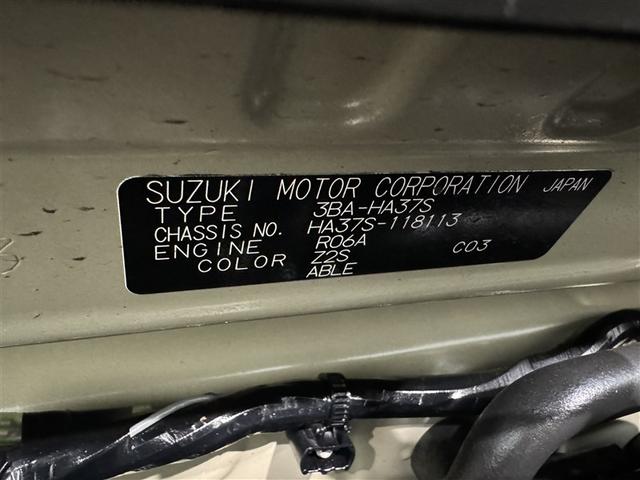 SUZUKI MOTOR CORPORATION JAPAN
TYPE 3BA-HA37S
CHASSIS NO. HA37S-118113
ENGINE R06A C03
COLOR Z2S
ABLE